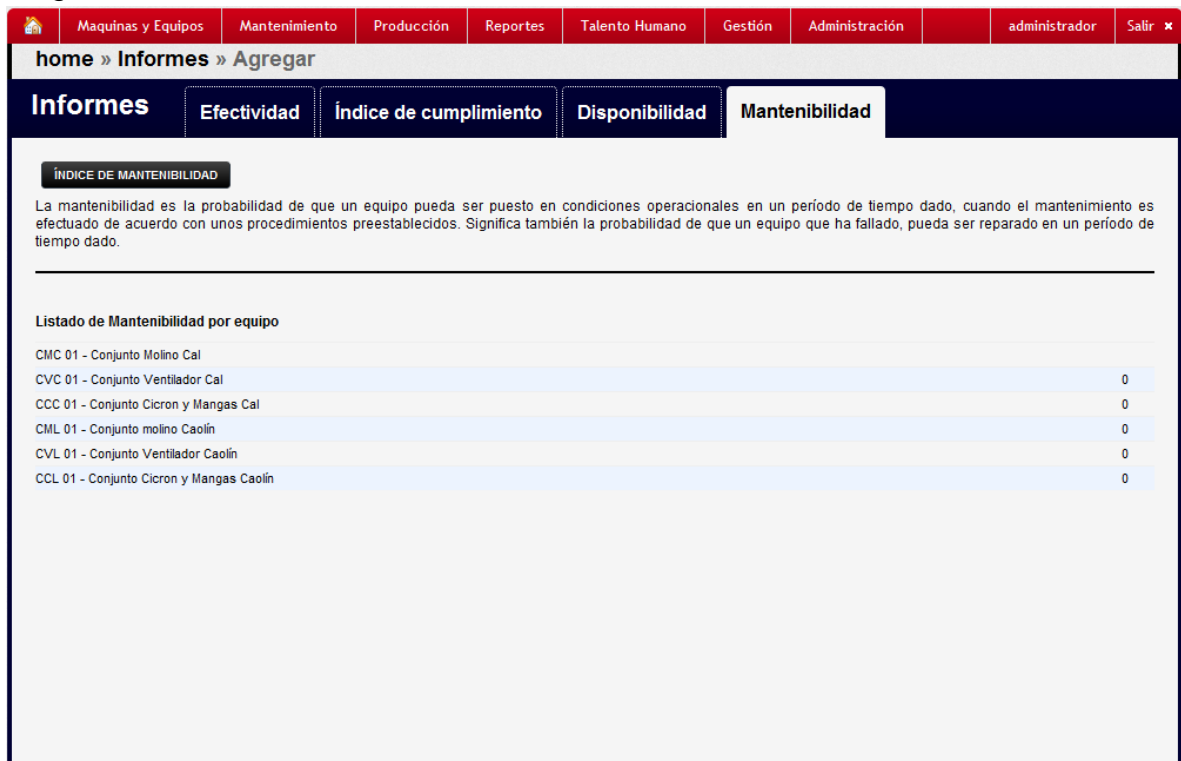 Maquinas y Equipos Mantenimiento Producción Reportes Talento Humano Gestión Administración administrador Salir ×
home » Informes » Agregar
Informes Efectividad Índice de cumplimiento Disponibilidad Mantenibilidad
ÍNDICE DE MANTENIBILIDAD
La mantenibilidad es la probabilidad de que un equipo pueda ser puesto en condiciones operacionales en un período de tiempo dado, cuando el mantenimiento es
efectuado de acuerdo con unos procedimientos preestablecidos. Significa también la probabilidad de que un equipo que ha fallado, pueda ser reparado en un período de
tiempo dado.
Listado de Mantenibilidad por equipo
CMC 01 - Conjunto Molino Cal
CVC 01 - Conjunto Ventilador Cal 0
CCC 01 - Conjunto Cicron y Mangas Cal 0
CML 01 - Conjunto molino Caolín 0
CVL 01 - Conjunto Ventilador Caolín 0
CCL 01 - Conjunto Cicron y Mangas Caolín 0